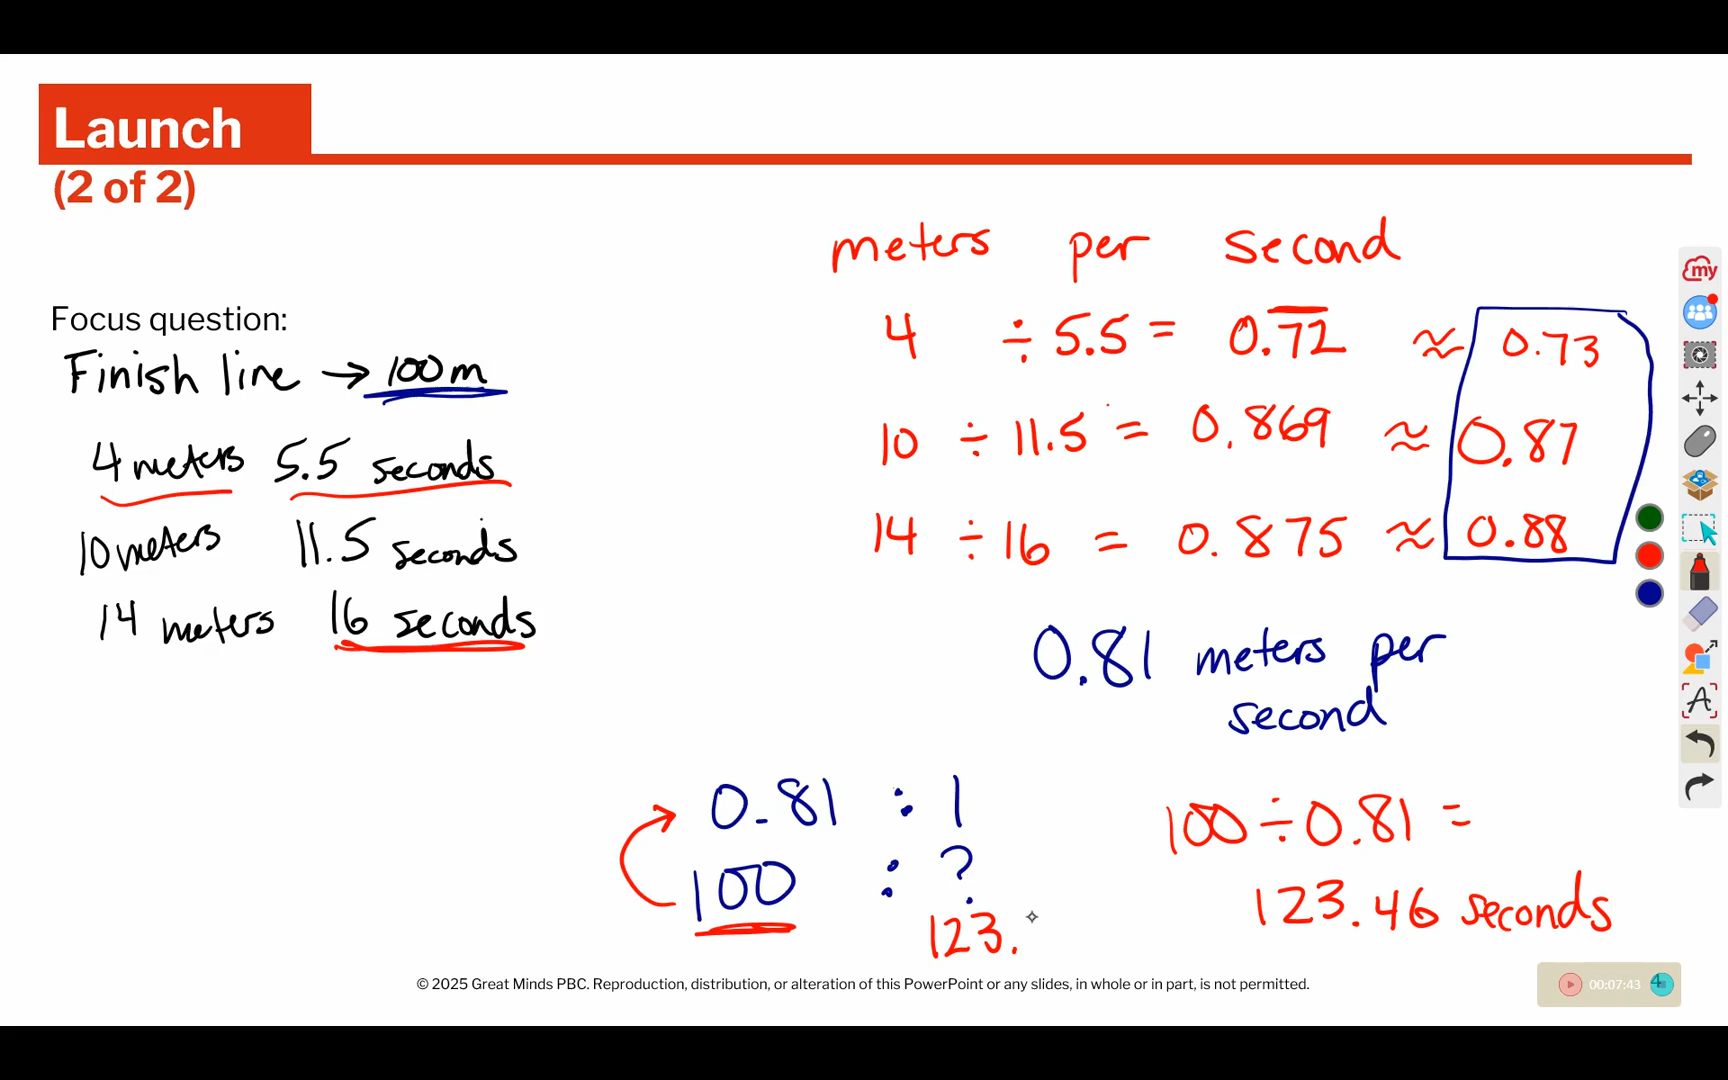 Launch
(2 of 2)
Focus question:
Finish line → 100m
4 meters 5.5 seconds
10 meters 11.5 seconds
14 meters 16 seconds
meters per second
4 ÷ 5.5 = 0.72 ≈ 0.73
10 ÷ 11.5 = 0.869 ≈ 0.87
14 ÷ 16 = 0.875 ≈ 0.88
0.81 meters per
second
0.81 : 1
100 : ?
123.
100 ÷ 0.81 =
123.46 seconds
© 2025 Great Minds PBC. Reproduction, distribution, or alteration of this PowerPoint or any slides, in whole or in part, is not permitted.
my
A
00:07:43
4